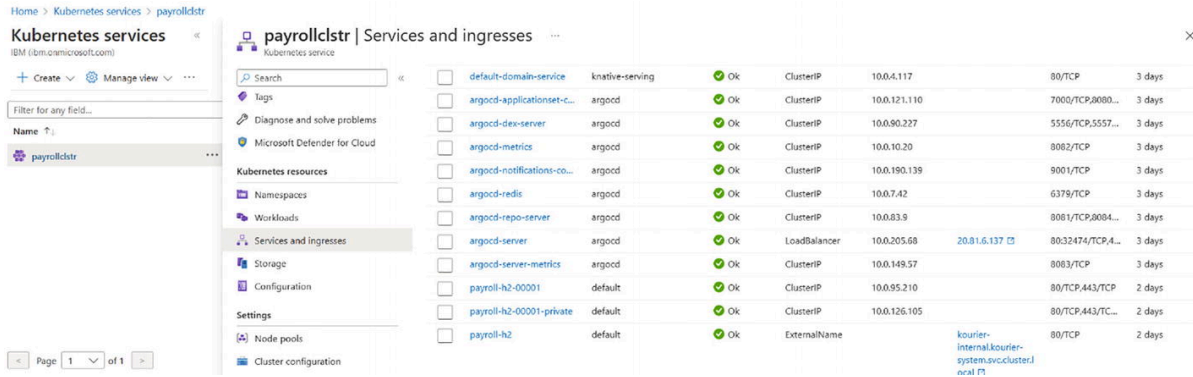 Home > Kubernetes services > payrollclstr
Kubernetes services «
IBM (ibm.onmicrosoft.com)
+ Create Manage view ...
Filter for any field...
Name ↑↓
payrollclstr ...
< Page 1 of 1 >
payrollclstr | Services and ingresses ...
Kubernetes service
Search «
Tags
Diagnose and solve problems
Microsoft Defender for Cloud
Kubernetes resources
Namespaces
Workloads
Services and ingresses
Storage
Configuration
Settings
Node pools
Cluster configuration
default-domain-service knative-serving Ok ClusterIP 10.0.4.117 80/TCP 3 days
argocd-applicationset-c... argocd Ok ClusterIP 10.0.121.110 7000/TCP,8080... 3 days
argocd-dex-server argocd Ok ClusterIP 10.0.90.227 5556/TCP,5557... 3 days
argocd-metrics argocd Ok ClusterIP 10.0.10.20 8082/TCP 3 days
argocd-notifications-co... argocd Ok ClusterIP 10.0.190.139 9001/TCP 3 days
argocd-redis argocd Ok ClusterIP 10.0.7.42 6379/TCP 3 days
argocd-repo-server argocd Ok ClusterIP 10.0.83.9 8081/TCP,8084... 3 days
argocd-server argocd Ok LoadBalancer 10.0.205.68 20.81.6.137 80:32474/TCP,4... 3 days
argocd-server-metrics argocd Ok ClusterIP 10.0.149.57 8083/TCP 3 days
payroll-h2-00001 default Ok ClusterIP 10.0.95.210 80/TCP,443/TCP 2 days
payroll-h2-00001-private default Ok ClusterIP 10.0.126.105 80/TCP,443/TC... 2 days
payroll-h2 default Ok ExternalName kourier- 80/TCP 2 days
internal.kourier-
system.svc.cluster.l
ocal